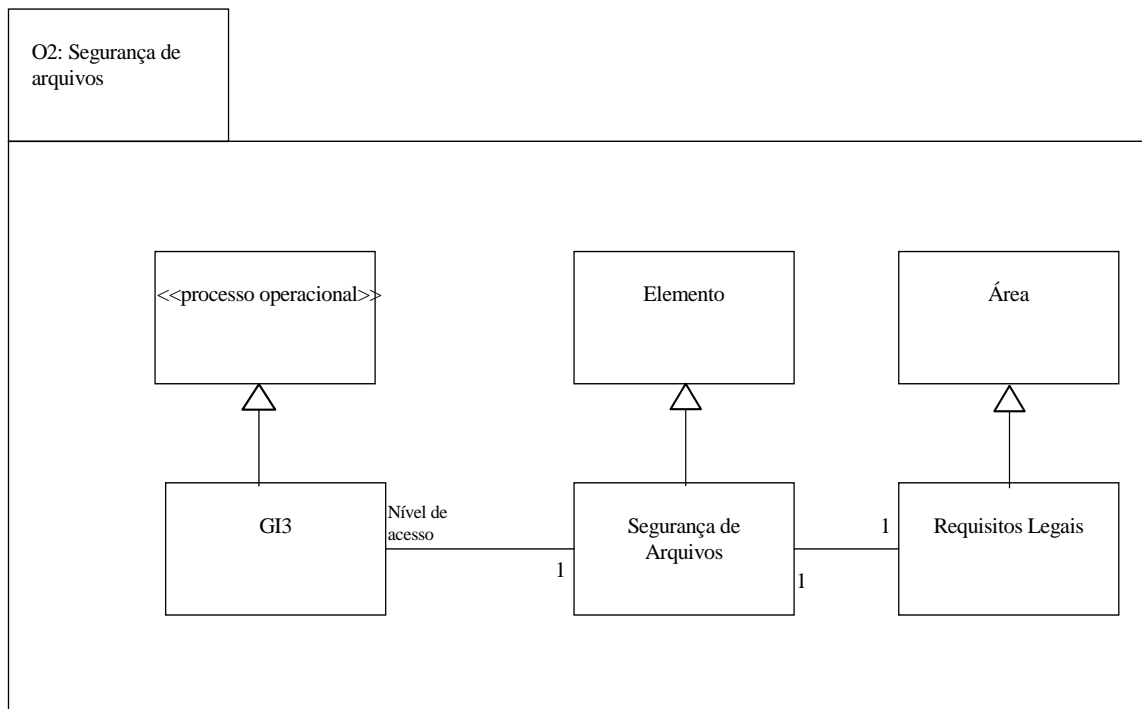 O2: Segurança de
arquivos
<<processo operacional>>
Elemento
Área
GI3
Nível de
acesso
1
Segurança de
Arquivos
1
1
Requisitos Legais